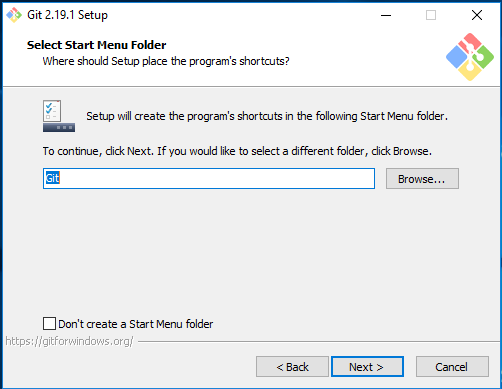 Git 2.19.1 Setup
Select Start Menu Folder
Where should Setup place the program's shortcuts?
Setup will create the program's shortcuts in the following Start Menu folder.
To continue, click Next. If you would like to select a different folder, click Browse.
Git
Browse...
Don't create a Start Menu folder
https://gitforwindows.org/
< Back
Next >
Cancel